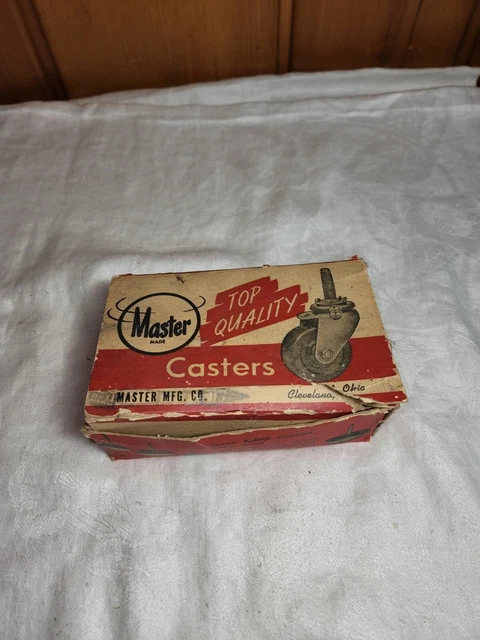 Master
MADE
TOP
QUALITY
Casters
MASTER MFG. CO.
Cleveland, Ohio